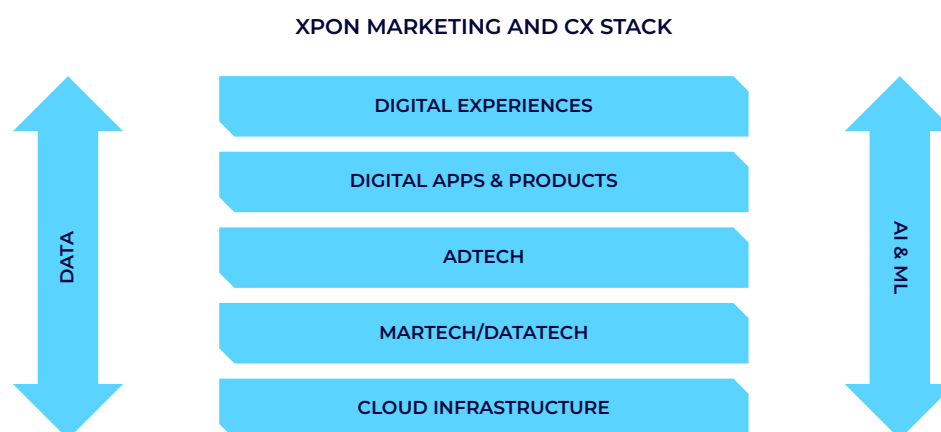 XPON MARKETING AND CX STACK
DIGITAL EXPERIENCES
DIGITAL APPS & PRODUCTS
ADTECH
MARTECH/DATATECH
CLOUD INFRASTRUCTURE
DATA
AI & ML